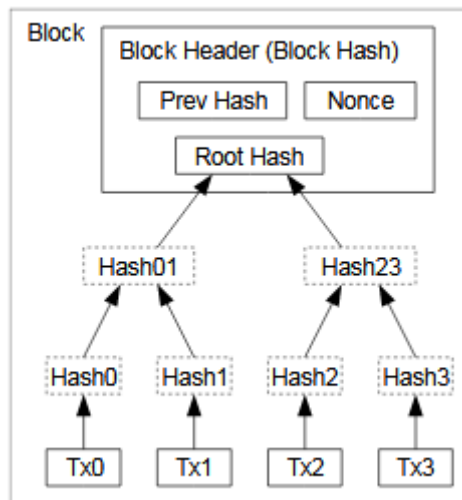 Block
Block Header (Block Hash)
Prev Hash
Nonce
Root Hash
Hash01
Hash23
Hash0
Hash1
Hash2
Hash3
Tx0
Tx1
Tx2
Tx3